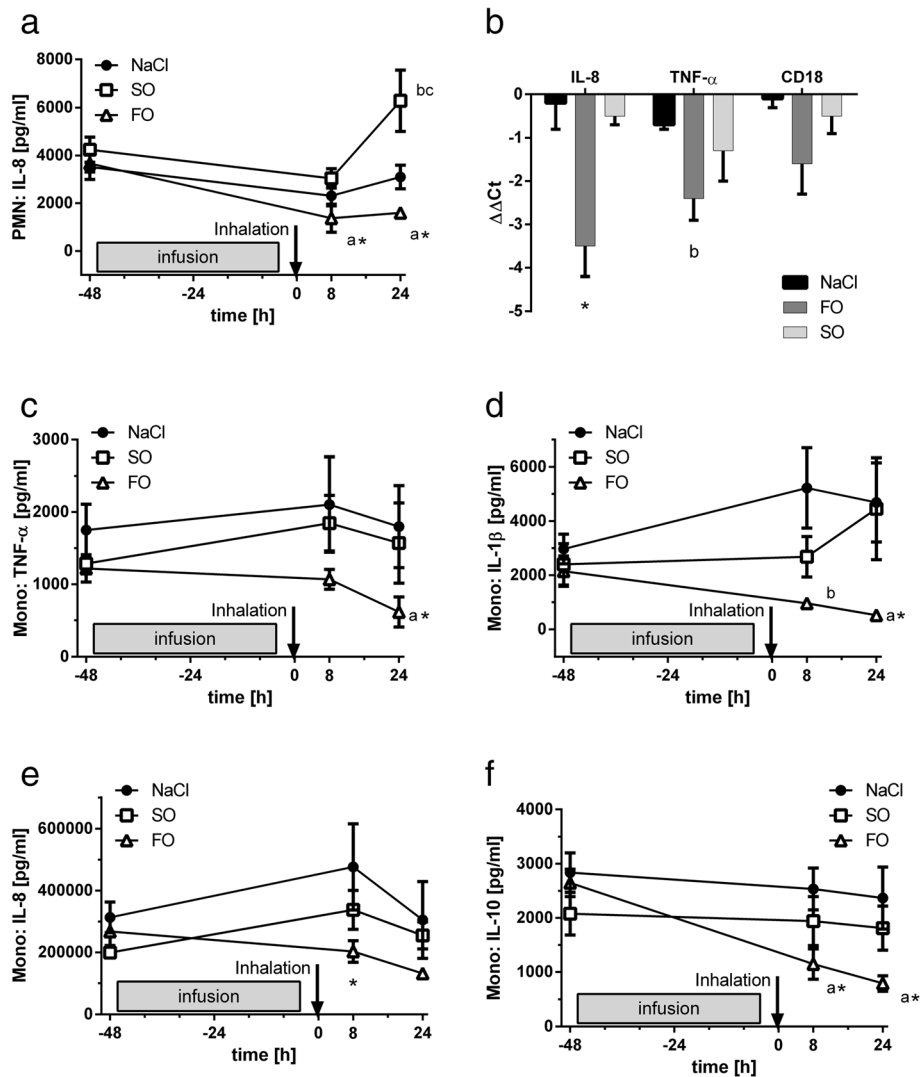 a
8000
6000
4000
2000
0
PMN: IL-8 [pg/ml]
NaCl
SO
FO
bc
a*
a*
Inhalation
infusion
-48
-24
0
8
24
time [h]
b
IL-8
TNF-α
CD18
0
-1
-2
-3
-4
-5
ΔΔCt
*
b
NaCl
FO
SO
c
3000
2000
1000
0
Mono: TNF-α [pg/ml]
NaCl
SO
FO
a*
Inhalation
infusion
-48
-24
0
8
24
time [h]
d
6000
4000
2000
0
Mono: IL-1β [pg/ml]
NaCl
SO
FO
b
a*
Inhalation
infusion
-48
-24
0
8
24
time [h]
e
600000
400000
200000
0
Mono: IL-8 [pg/ml]
NaCl
SO
FO
*
Inhalation
infusion
-48
-24
0
8
24
time [h]
f
4000
3000
2000
1000
0
Mono: IL-10 [pg/ml]
NaCl
SO
FO
a*
a*
Inhalation
infusion
-48
-24
0
8
24
time [h]